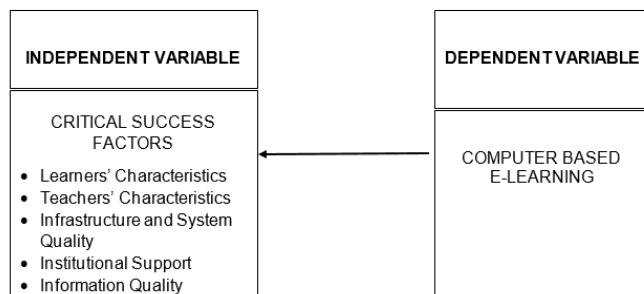 INDEPENDENT VARIABLE
CRITICAL SUCCESS
FACTORS
• Learners' Characteristics
• Teachers' Characteristics
• Infrastructure and System
Quality
• Institutional Support
• Information Quality
DEPENDENT VARIABLE
COMPUTER BASED
E-LEARNING